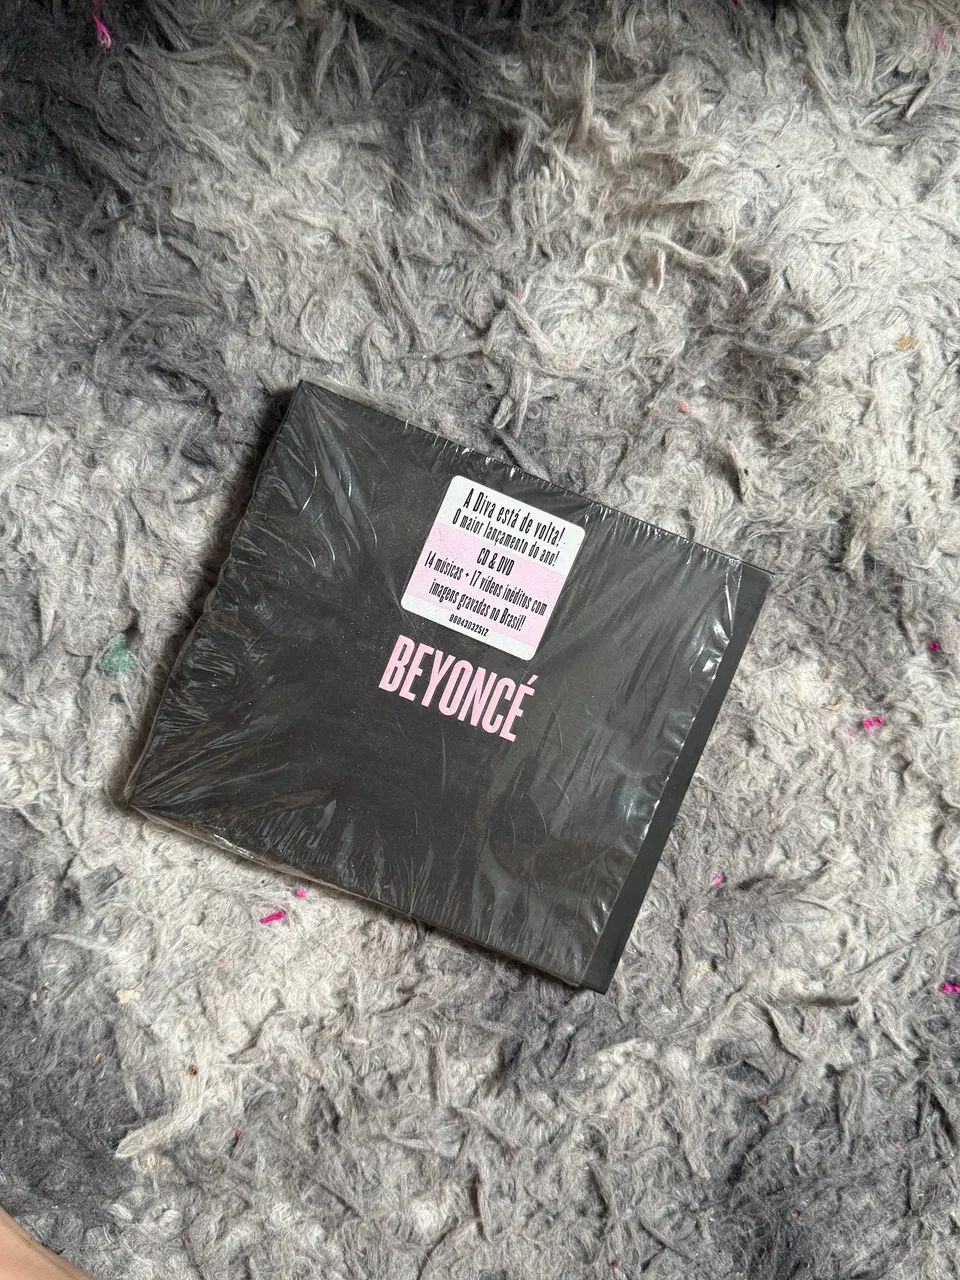 A Diva está de volta!
O maior lançamento do ano!
CD & DVD
14 músicas + 17 vídeos inéditos com
imagens gravadas no Brasil!
88843032512
BEYONCÉ